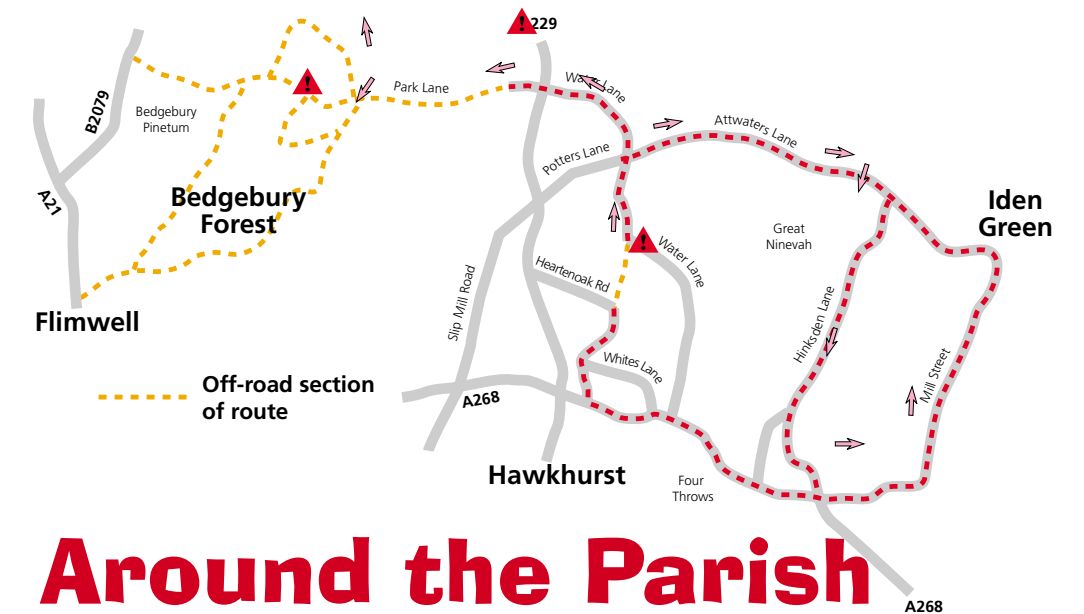 229
Park Lane
Water Lane
B2079
Bedgebury
Pinetum
Attwaters Lane
Potters Lane
A21
Bedgebury
Forest
Iden
Green
Great
Ninevah
Water Lane
Heartenoak Rd
Slip Mill Road
Hinksden Lane
Flimwell
Whites Lane
Mill Street
Off-road section
of route
A268
Hawkhurst
Four
Throws
Around the Parish
A268